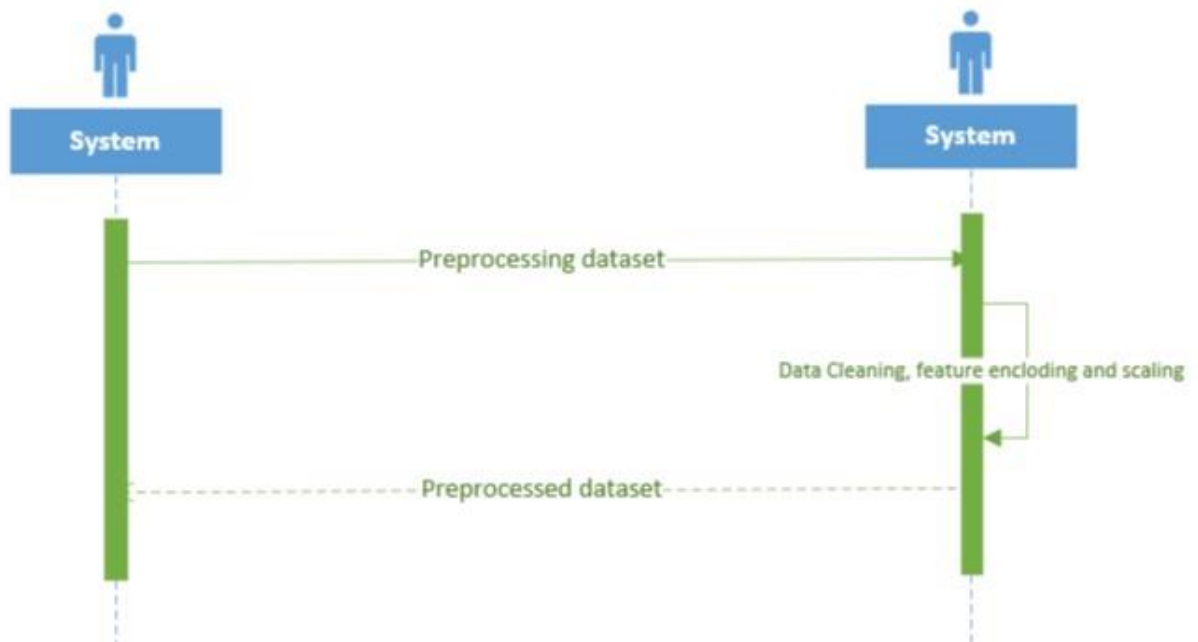 System
System
Preprocessing dataset
Data Cleaning, feature encloding and scaling
Preprocessed dataset